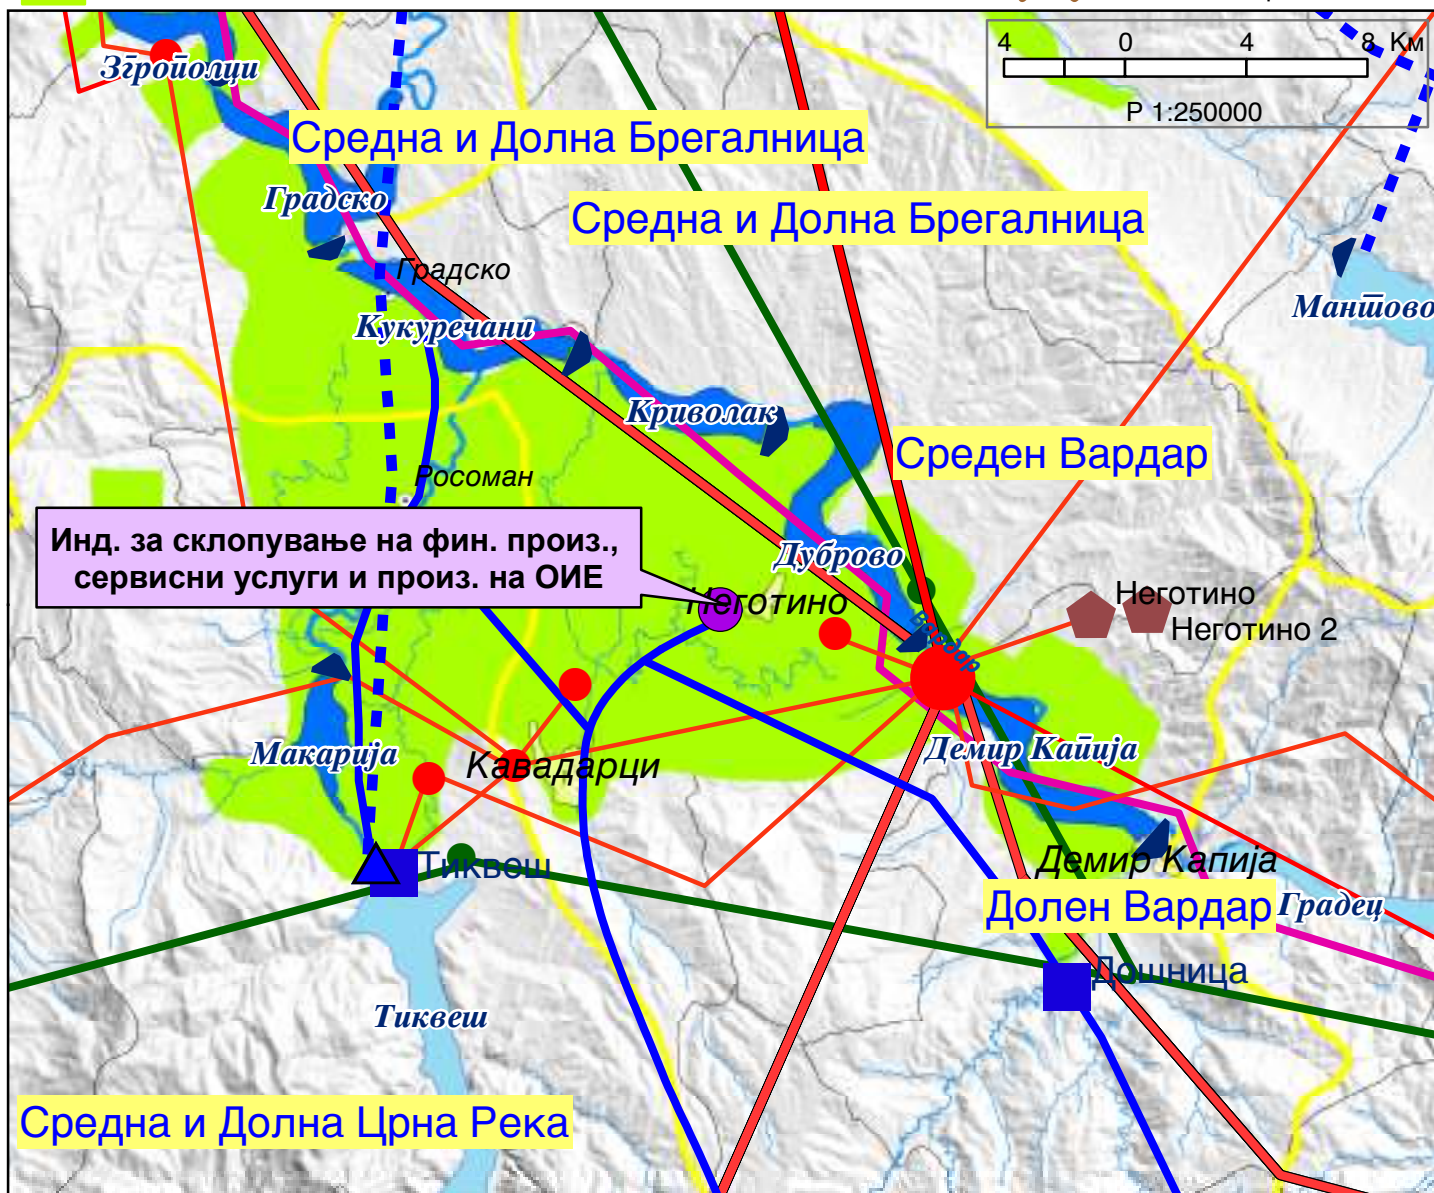 4 0 4 8 Км
Р 1:250000
Згрополци
Средна и Долна Брегалница
Градско
Средна и Долна Брегалница
Градско
Мантово
Кукуречани
Криволак
Среден Вардар
Росоман
Инд. за склопување на фин. произ.,
сервисни услуги и произ. на ОИЕ
Дуброво
Неготино
Неготино
Неготино 2
Вардар
Макарија
Кавадарци
Демир Капија
Тиквеш
Демир Капија
Долен Вардар
Градец
Дошница
Тиквеш
Средна и Долна Црна Река